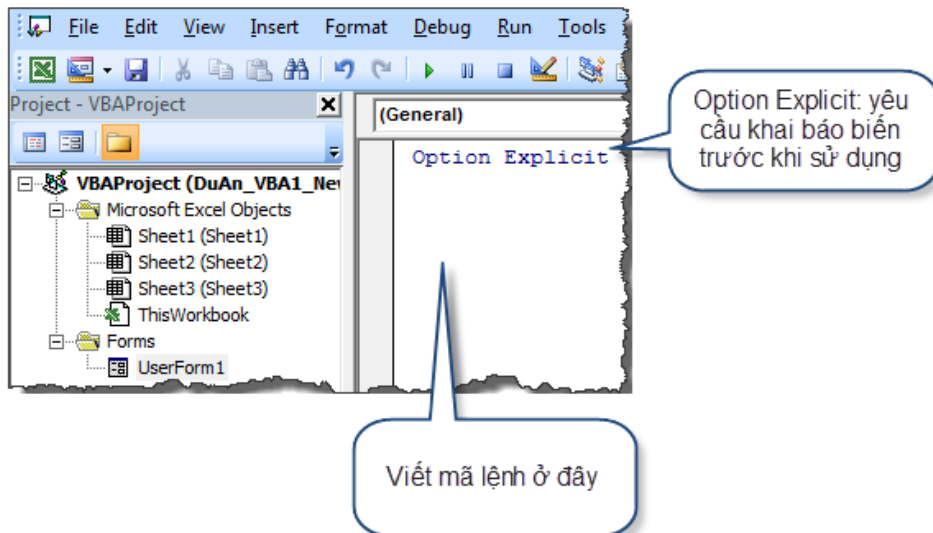 File Edit View Insert Format Debug Run Tools
Project - VBAProject
(General)
Option Explicit
VBAProject (DuAn_VBA1_Ne
Microsoft Excel Objects
Sheet1 (Sheet1)
Sheet2 (Sheet2)
Sheet3 (Sheet3)
ThisWorkbook
Forms
UserForm1
Option Explicit: yêu
cầu khai báo biến
trước khi sử dụng
Viết mã lệnh ở đây